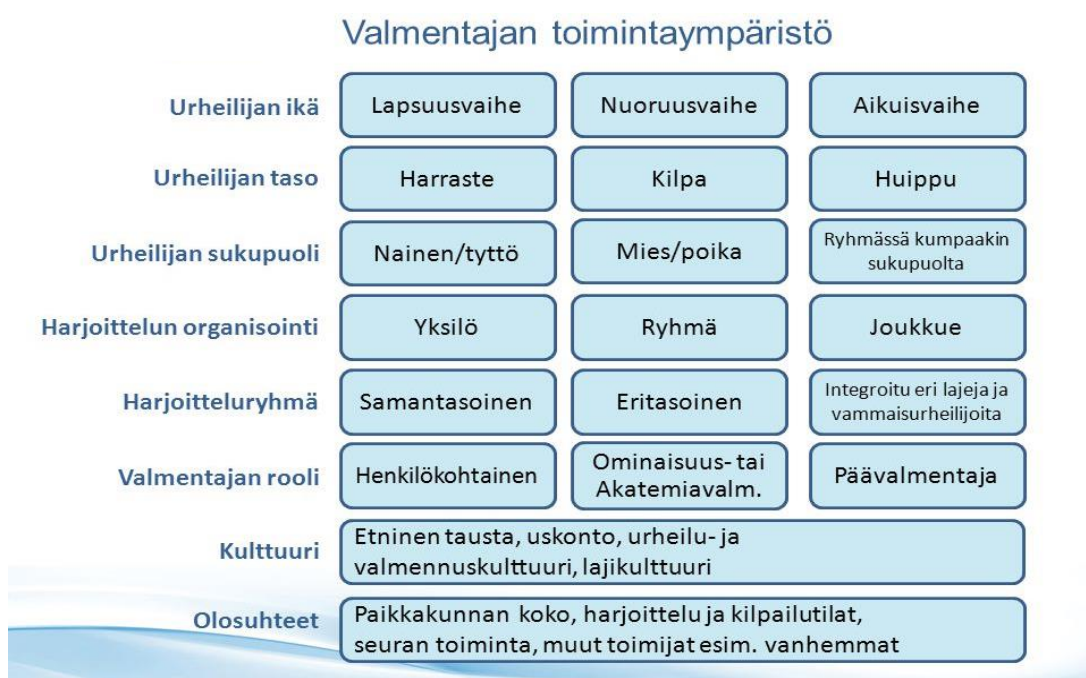 Valmentajan toimintaympäristö
Urheilijan ikä
Lapsuusvaihe
Nuoruusvaihe
Aikuisvaihe
Urheilijan taso
Harraste
Kilpa
Huippu
Urheilijan sukupuoli
Nainen/tyttö
Mies/poika
Ryhmässä kumpaakin
sukupuolta
Harjoittelun organisointi
Yksilö
Ryhmä
Joukkue
Harjoitteluryhmä
Samantasoinen
Eritasoinen
Integroitu eri lajeja ja
vammaisurheilijoita
Valmentajan rooli
Henkilökohtainen
Ominaisuus- tai
Akatemiavalm.
Päävalmentaja
Kulttuuri
Etninen tausta, uskonto, urheilu- ja
valmennuskulttuuri, lajikulttuuri
Olosuhteet
Paikkakunnan koko, harjoittelu ja kilpailutilat,
seuran toiminta, muut toimijat esim. vanhemmat